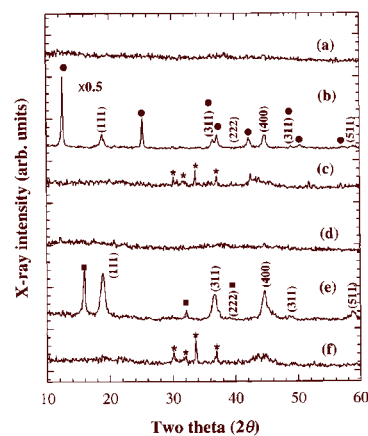 X-ray intensity (arb. units)
(a)
×0.5
(111)
(311)
(222)
(400)
(311)
(511)
(b)
(c)
(d)
(111)
(311)
(222)
(400)
(311)
(511)
(e)
(f)
10 20 30 40 50 60
Two theta (2θ)